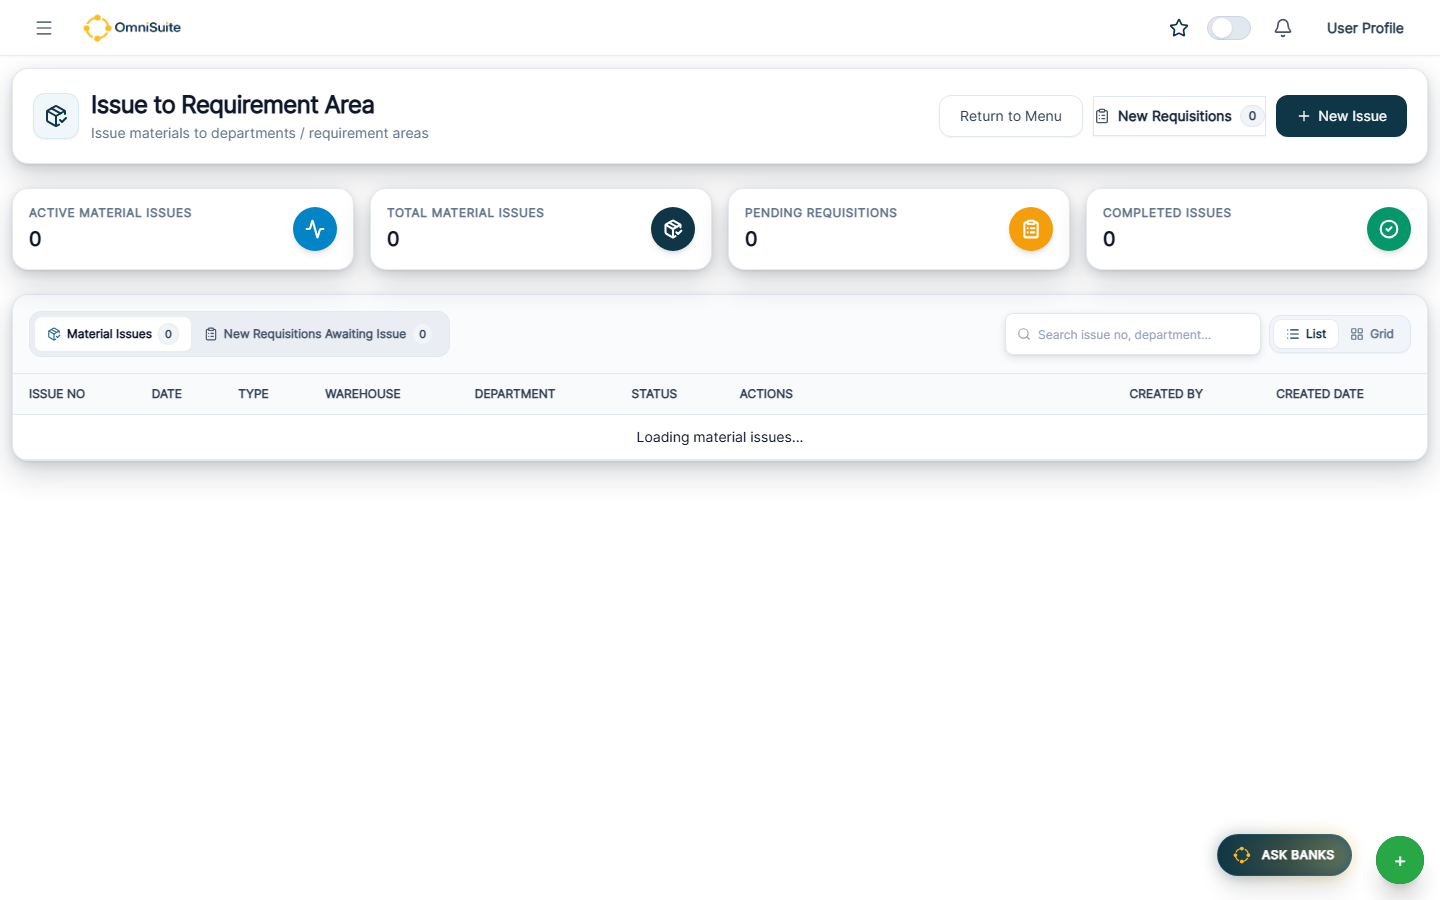 OmniSuite
User Profile
Issue to Requirement Area
Issue materials to departments / requirement areas
Return to Menu
New Requisitions 0
New Issue
ACTIVE MATERIAL ISSUES
0
TOTAL MATERIAL ISSUES
0
PENDING REQUISITIONS
0
COMPLETED ISSUES
0
Material Issues 0
New Requisitions Awaiting Issue 0
Search issue no, department...
List
Grid
ISSUE NO DATE TYPE WAREHOUSE DEPARTMENT STATUS ACTIONS CREATED BY CREATED DATE
Loading material issues...
ASK BANKS
+